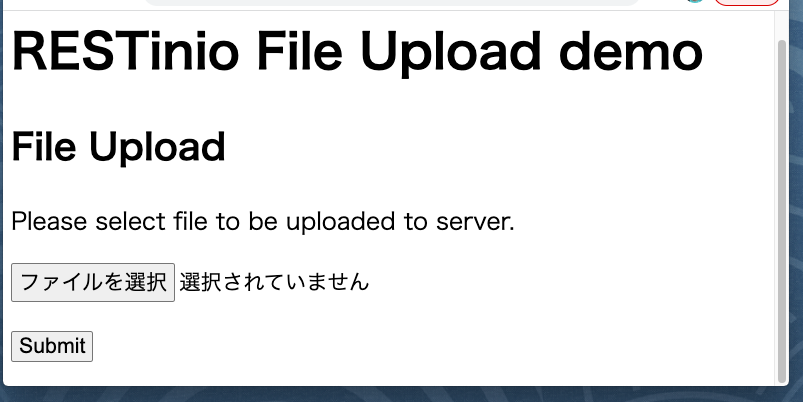 RESTinio File Upload demo
File Upload
Please select file to be uploaded to server.
ファイルを選択 選択されていません
Submit